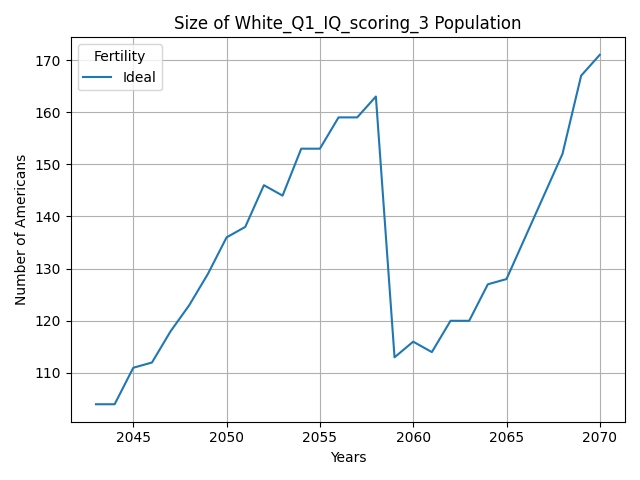 Size of White_Q1_IQ_scoring_3 Population
Fertility
Ideal
Number of Americans
170
160
150
140
130
120
110
2045 2050 2055 2060 2065 2070
Years